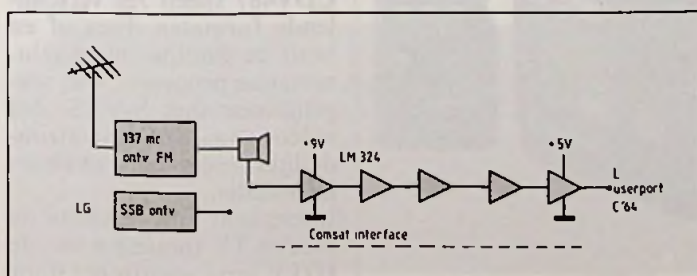 137 mc
ontv FM
LG
SSB ontv
+9V
LM 324
+5V
L
userport
C'64
Comsat interface